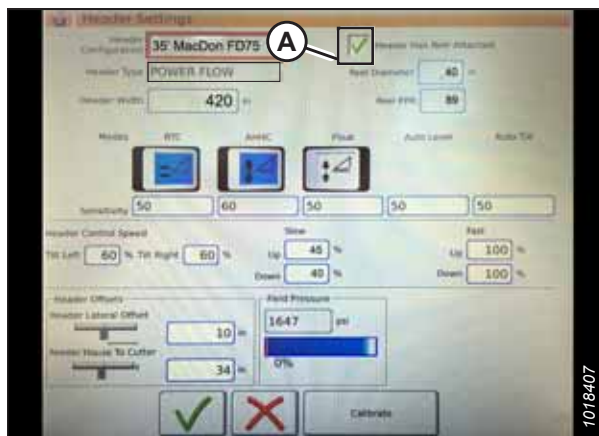 Header Settings
Header Configuration 35' MacDon FD75 A Header Has Reel Attached
Header Type POWER FLOW Reel Diameter 40 in
Header Width 420 in Reel PPR 89
Modes RTC AHHC Float Auto Level Auto Tilt
Sensitivity 50 60 50 50 50
Header Control Speed Slow Fast
Tilt Left 60 % Tilt Right 60 % Up 45 % Up 100 %
Down 40 % Down 100 %
Header Offsets Field Pressure
Header Lateral Offset 1647 psi
10 in
Feeder House To Cutter 0%
34 in
Calibrate
1018407